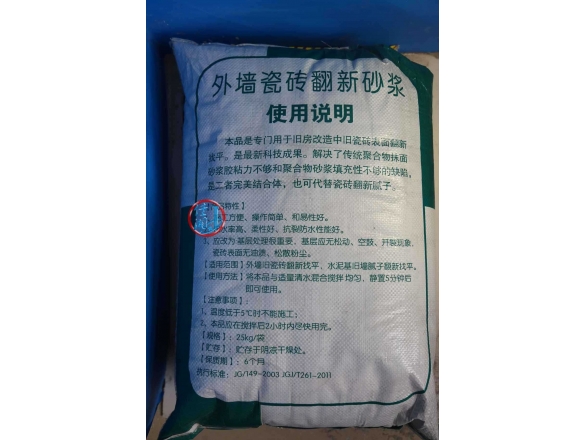 外墙瓷砖翻新砂浆
使用说明
本品是专门用于旧房改造中旧瓷砖表面翻新
找平。是最新科技成果。解决了传统聚合物抹面
砂浆胶粘力不够和聚合物砂浆填充性不够的缺陷，
是二者完美结合体，也可代替瓷砖翻新腻子。
特性】
工方便、操作简单、和易性好。
水率高、柔性好、抗裂防水性能好。
3、应改为 基层处理很重要、基层应无松动、空鼓、开裂现象、
瓷砖表面无油渍、松散粉尘。
【适用范围】外墙旧瓷砖翻新找平、水泥基旧墙腻子翻新找平。
【使用方法】将本品与适量清水混合搅拌 均匀、静置5分钟后
即可使用。
【注意事项】：
1、温度低于5℃时不能施工；
2、本品应在搅拌后2小时内尽快用完。
【规格】：25kg/袋
【贮存】：贮存于阴凉干燥处。
【保质期】：6个月
执行标准：JG/149-2003 JGJ/T261-2011